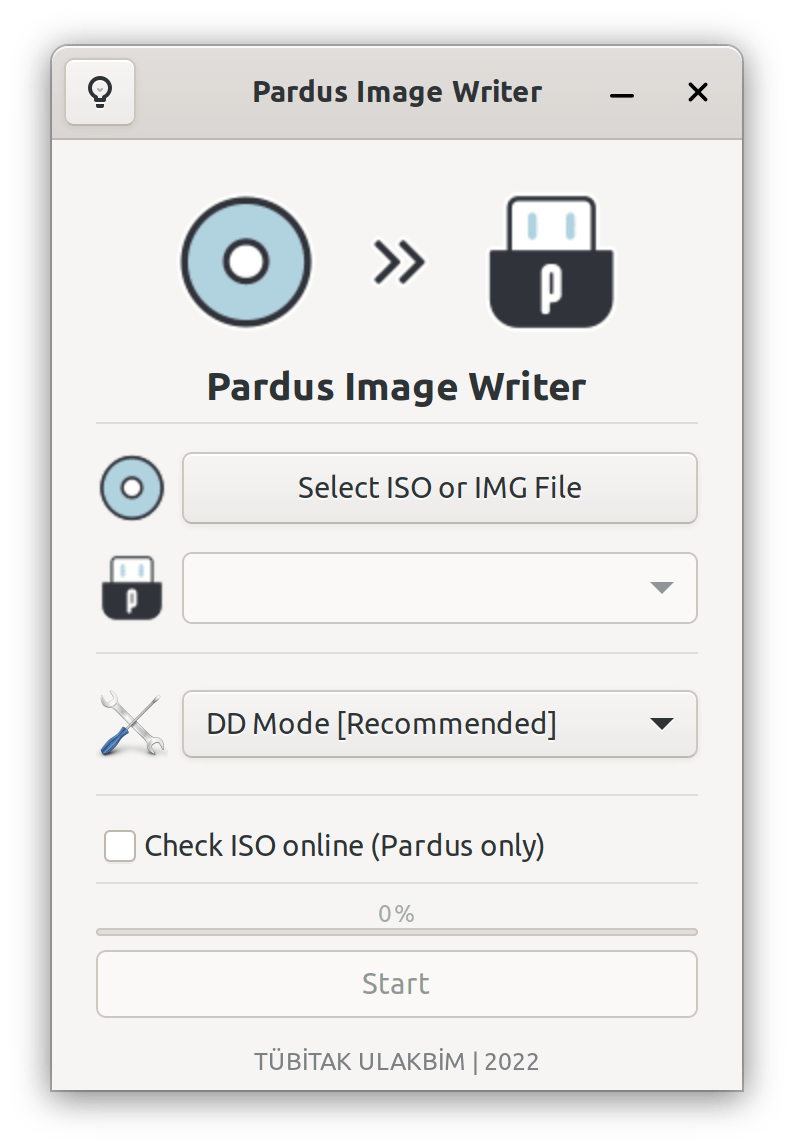 Pardus Image Writer
p
Pardus Image Writer
Select ISO or IMG File
p
DD Mode [Recommended]
Check ISO online (Pardus only)
0%
Start
TÜBİTAK ULAKBİM | 2022